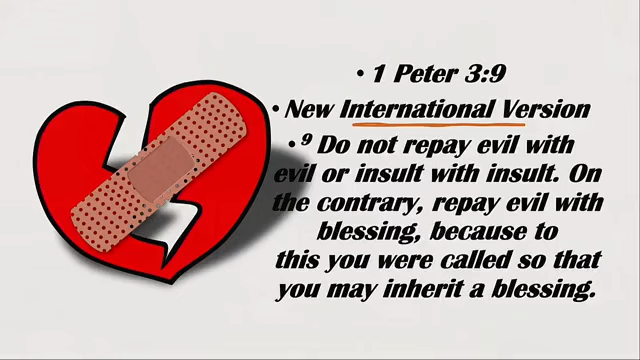 • 1 Peter 3:9
• New International Version
• 9 Do not repay evil with
evil or insult with insult. On
the contrary, repay evil with
blessing, because to
this you were called so that
you may inherit a blessing.